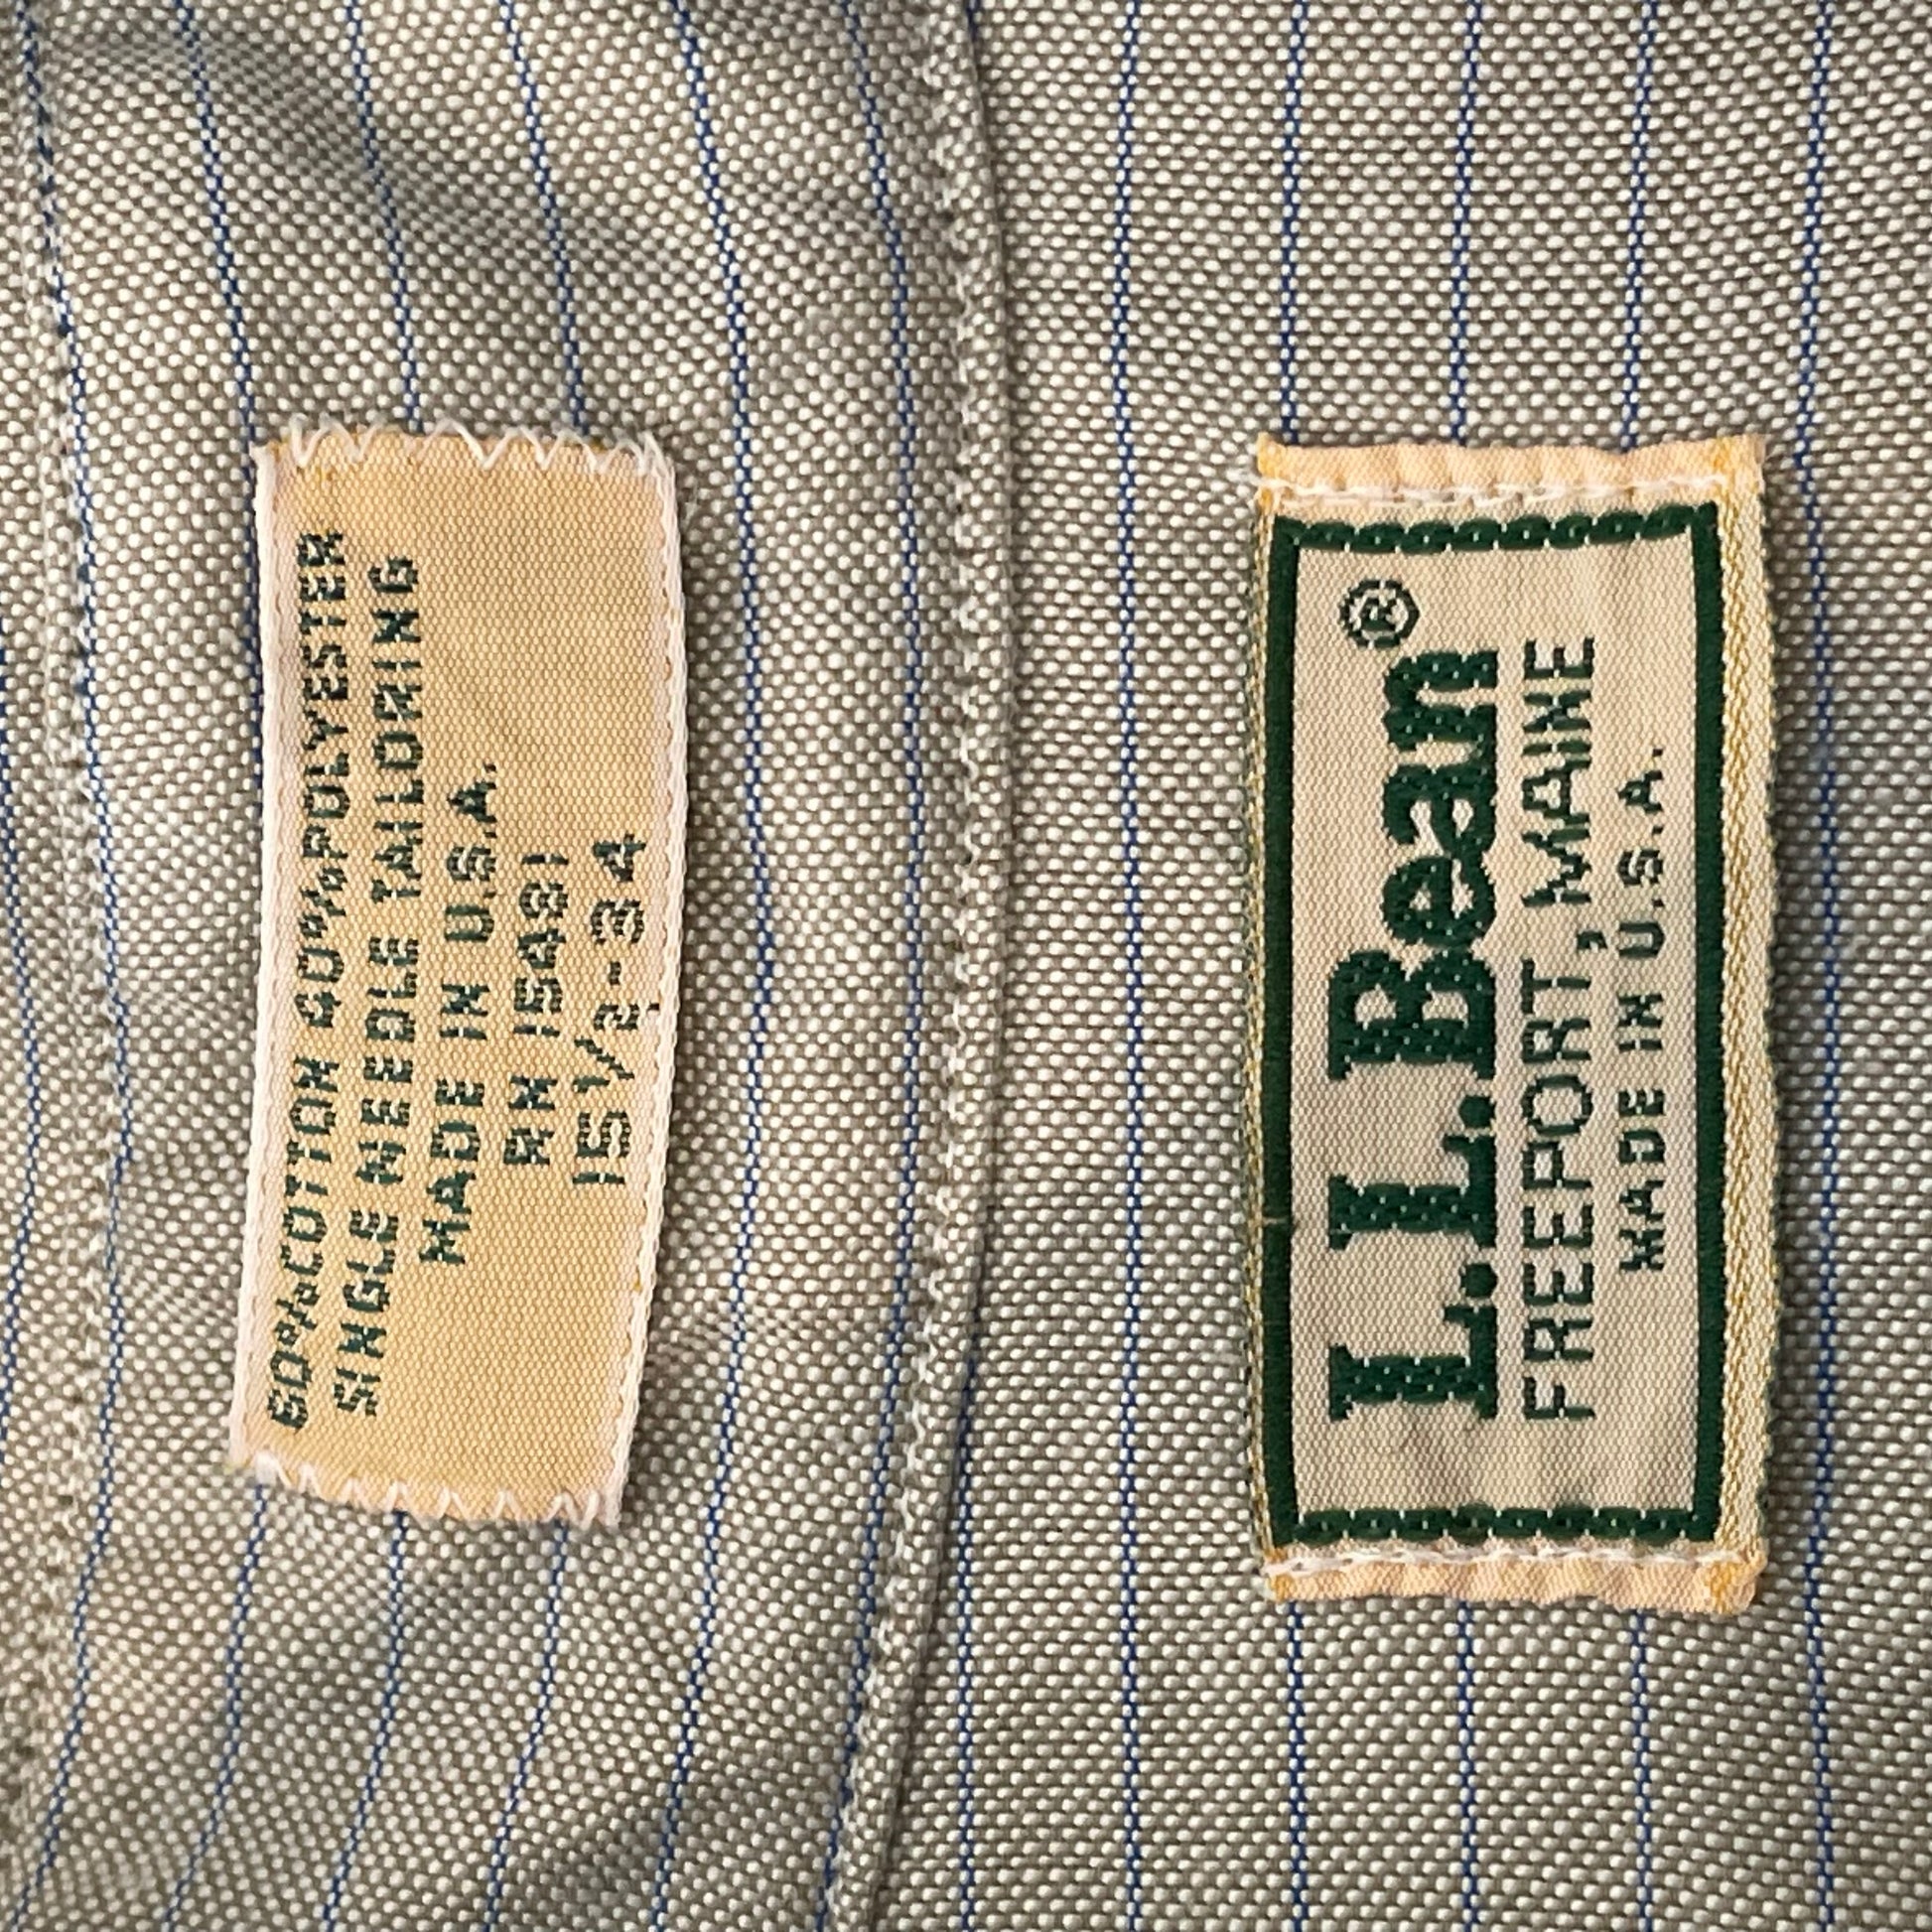 60%COTTON 40%POLYESTER
SINGLE NEEDLE TAILORING
MADE IN U.S.A.
RN 15481
15 1/2-34
L.L.Bean®
FREEPORT, MAINE
MADE IN U.S.A.